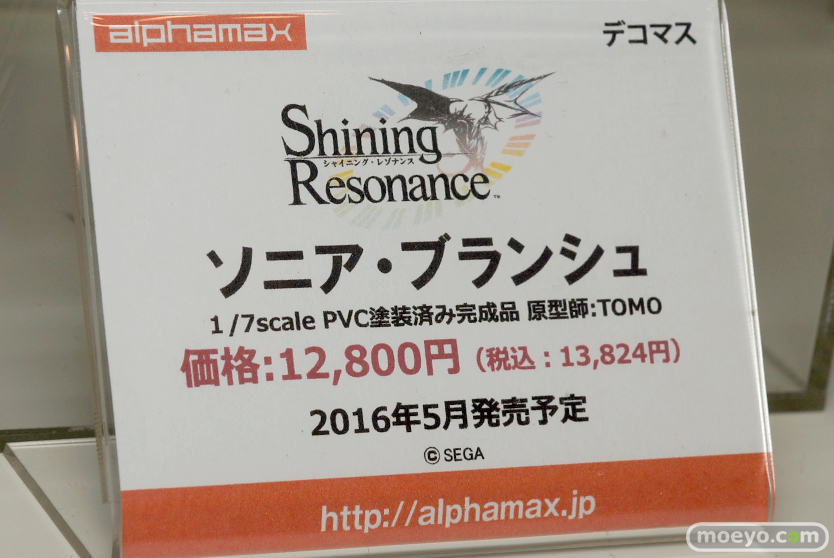 alphamax
デコマス
Shining
シャイニング・レゾナンス
Resonance™
ソニア・ブランシュ
1/7scale PVC塗装済み完成品 原型師:TOMO
価格:12,800円(税込:13,824円)
2016年5月発売予定
©SEGA
http://alphamax.jp
moeyo.com